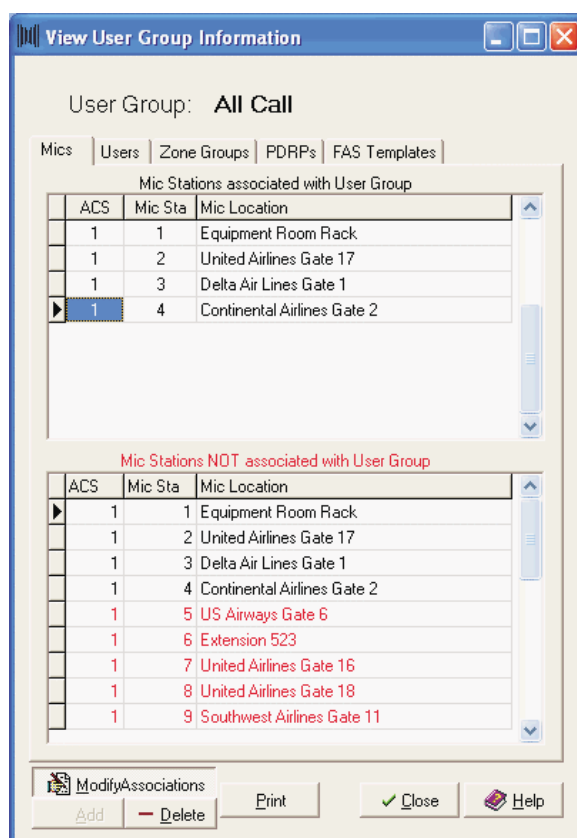 View User Group Information
User Group: All Call
Mics Users Zone Groups PDRPs FAS Templates
Mic Stations associated with User Group
ACS Mic Sta Mic Location
1 1 Equipment Room Rack
1 2 United Airlines Gate 17
1 3 Delta Air Lines Gate 1
1 4 Continental Airlines Gate 2
Mic Stations NOT associated with User Group
ACS Mic Sta Mic Location
1 1 Equipment Room Rack
1 2 United Airlines Gate 17
1 3 Delta Air Lines Gate 1
1 4 Continental Airlines Gate 2
1 5 US Airways Gate 6
1 6 Extension 523
1 7 United Airlines Gate 16
1 8 United Airlines Gate 18
1 9 Southwest Airlines Gate 11
ModifyAssociations
Add Delete Print Close Help